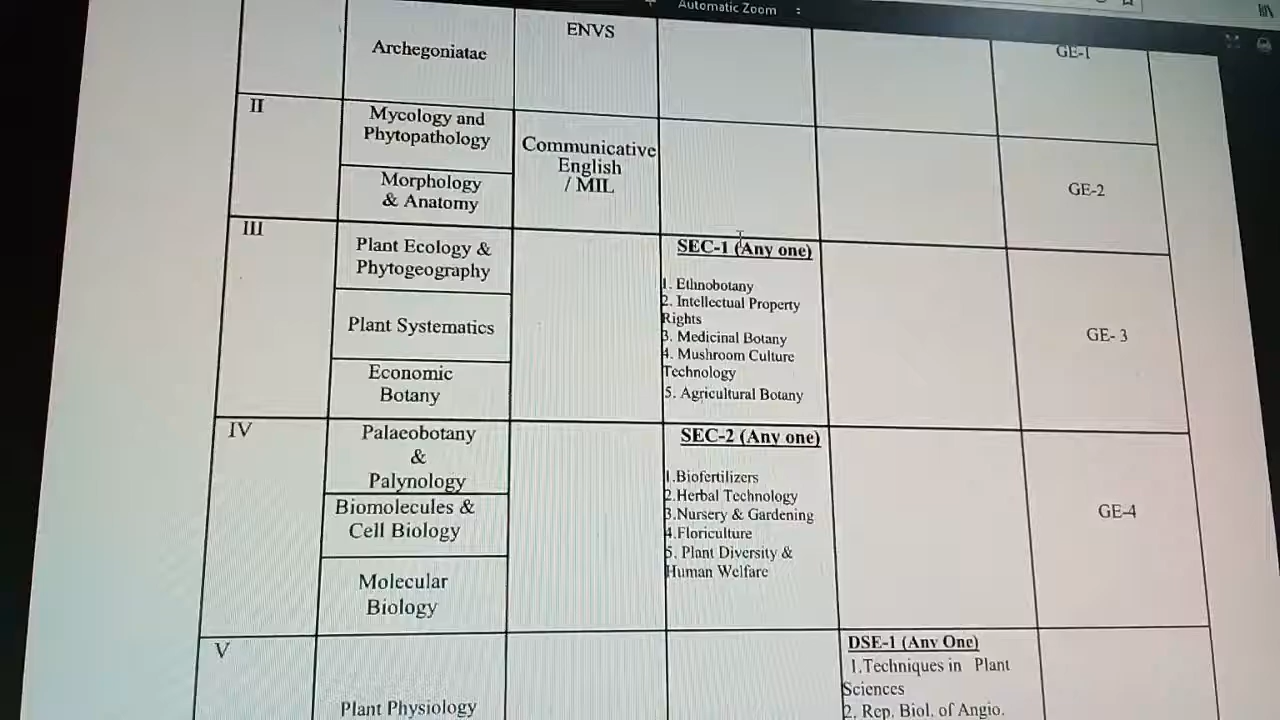 Automatic Zoom
Archegoniatae
ENVS
GE-1
II
Mycology and
Phytopathology
Morphology
& Anatomy
Communicative
English
/ MIL
GE-2
III
Plant Ecology &
Phytogeography
Plant Systematics
Economic
Botany
SEC-1 (Any one)
1. Ethnobotany
2. Intellectual Property
Rights
3. Medicinal Botany
4. Mushroom Culture
Technology
5. Agricultural Botany
GE- 3
IV
Palaeobotany
&
Palynology
Biomolecules &
Cell Biology
Molecular
Biology
SEC-2 (Any one)
1.Biofertilizers
2.Herbal Technology
3.Nursery & Gardening
4.Floriculture
5. Plant Diversity &
Human Welfare
GE-4
V
Plant Physiology
DSE-1 (Any One)
1.Techniques in Plant
Sciences
2. Rep. Biol. of Angio.